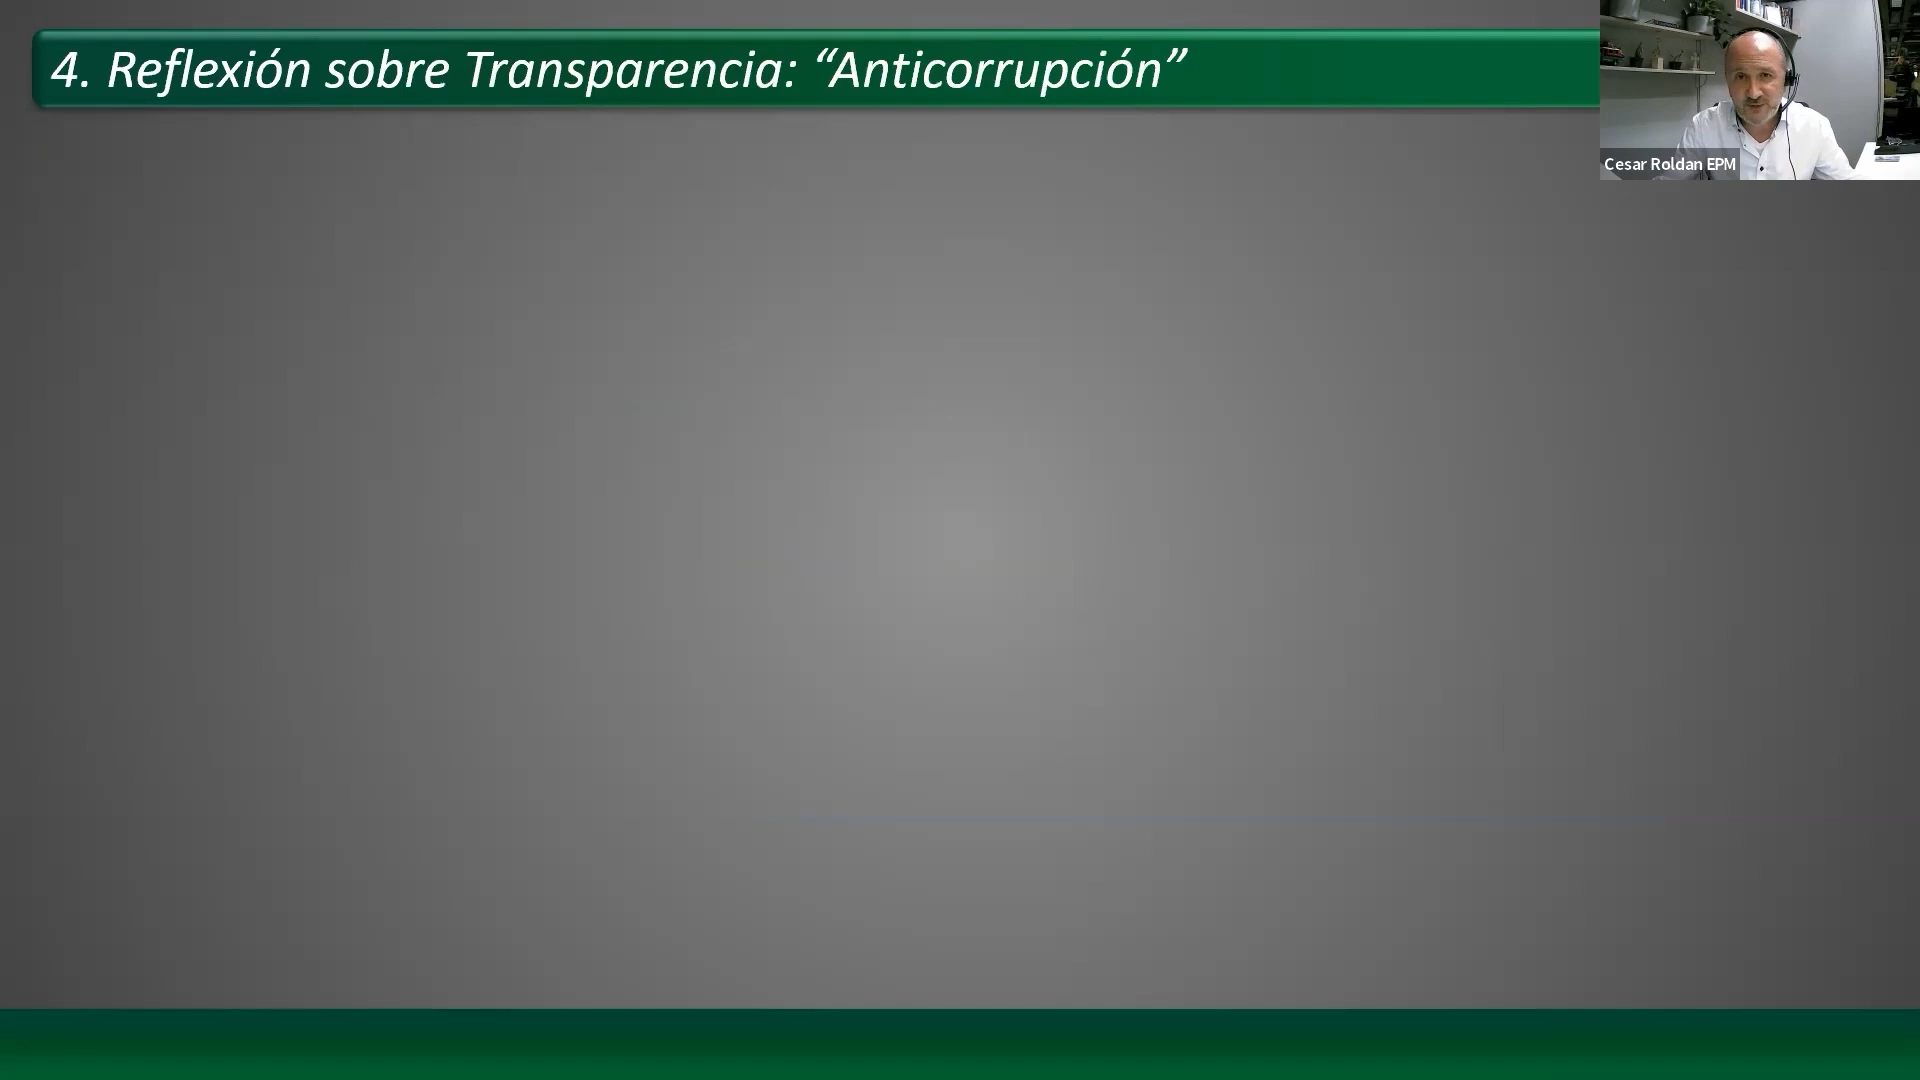 4. Reflexión sobre Transparencia: “Anticorrupción”
Cesar Roldan EPM